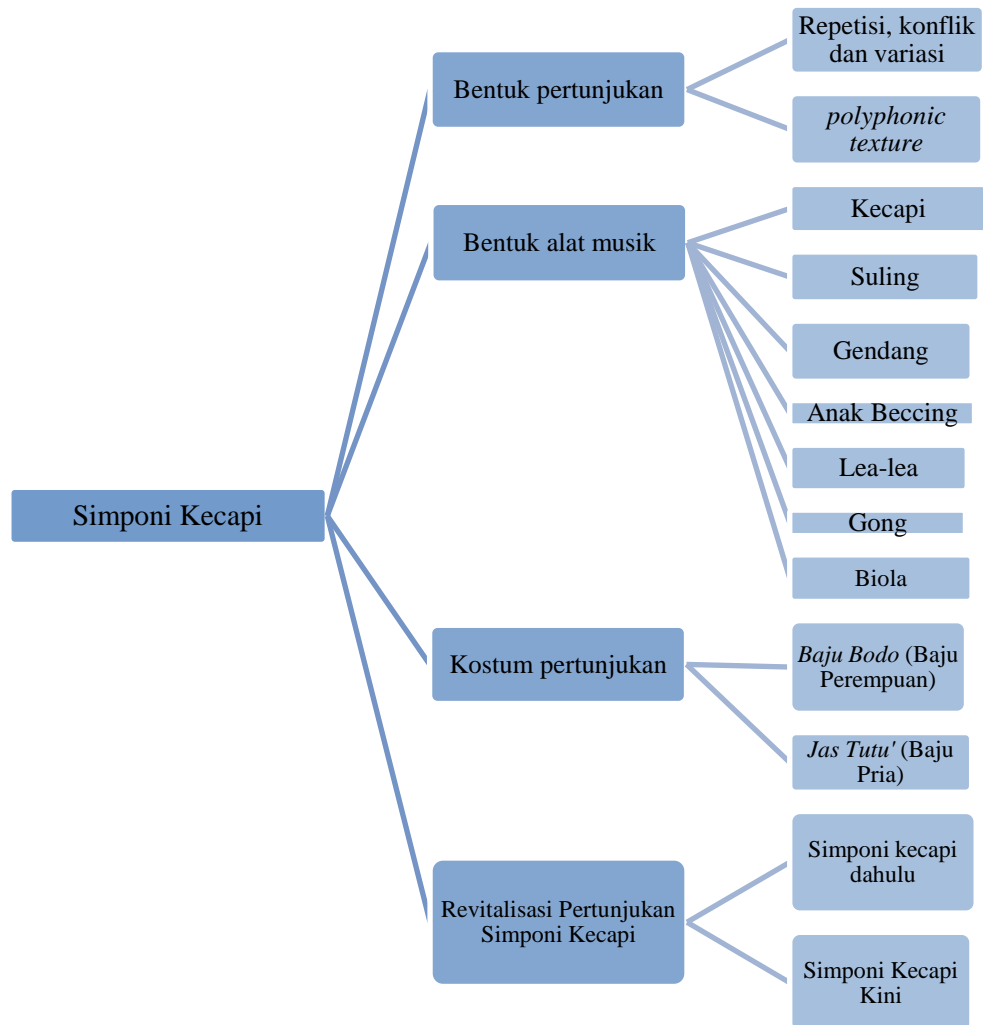 Simponi Kecapi
Bentuk pertunjukan
Repetisi, konflik
dan variasi
polyphonic
texture
Bentuk alat musik
Kecapi
Suling
Gendang
Anak Beccing
Lea-lea
Gong
Biola
Kostum pertunjukan
Baju Bodo (Baju
Perempuan)
Jas Tutu' (Baju
Pria)
Revitalisasi Pertunjukan
Simponi Kecapi
Simponi kecapi
dahulu
Simponi Kecapi
Kini